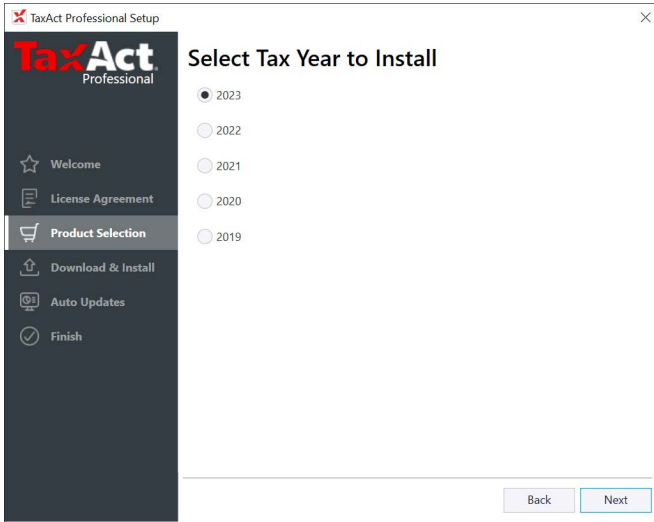 TaxAct Professional Setup
TaxAct.
Professional
Select Tax Year to Install
2023
2022
2021
2020
2019
Welcome
License Agreement
Product Selection
Download & Install
Auto Updates
Finish
Back
Next